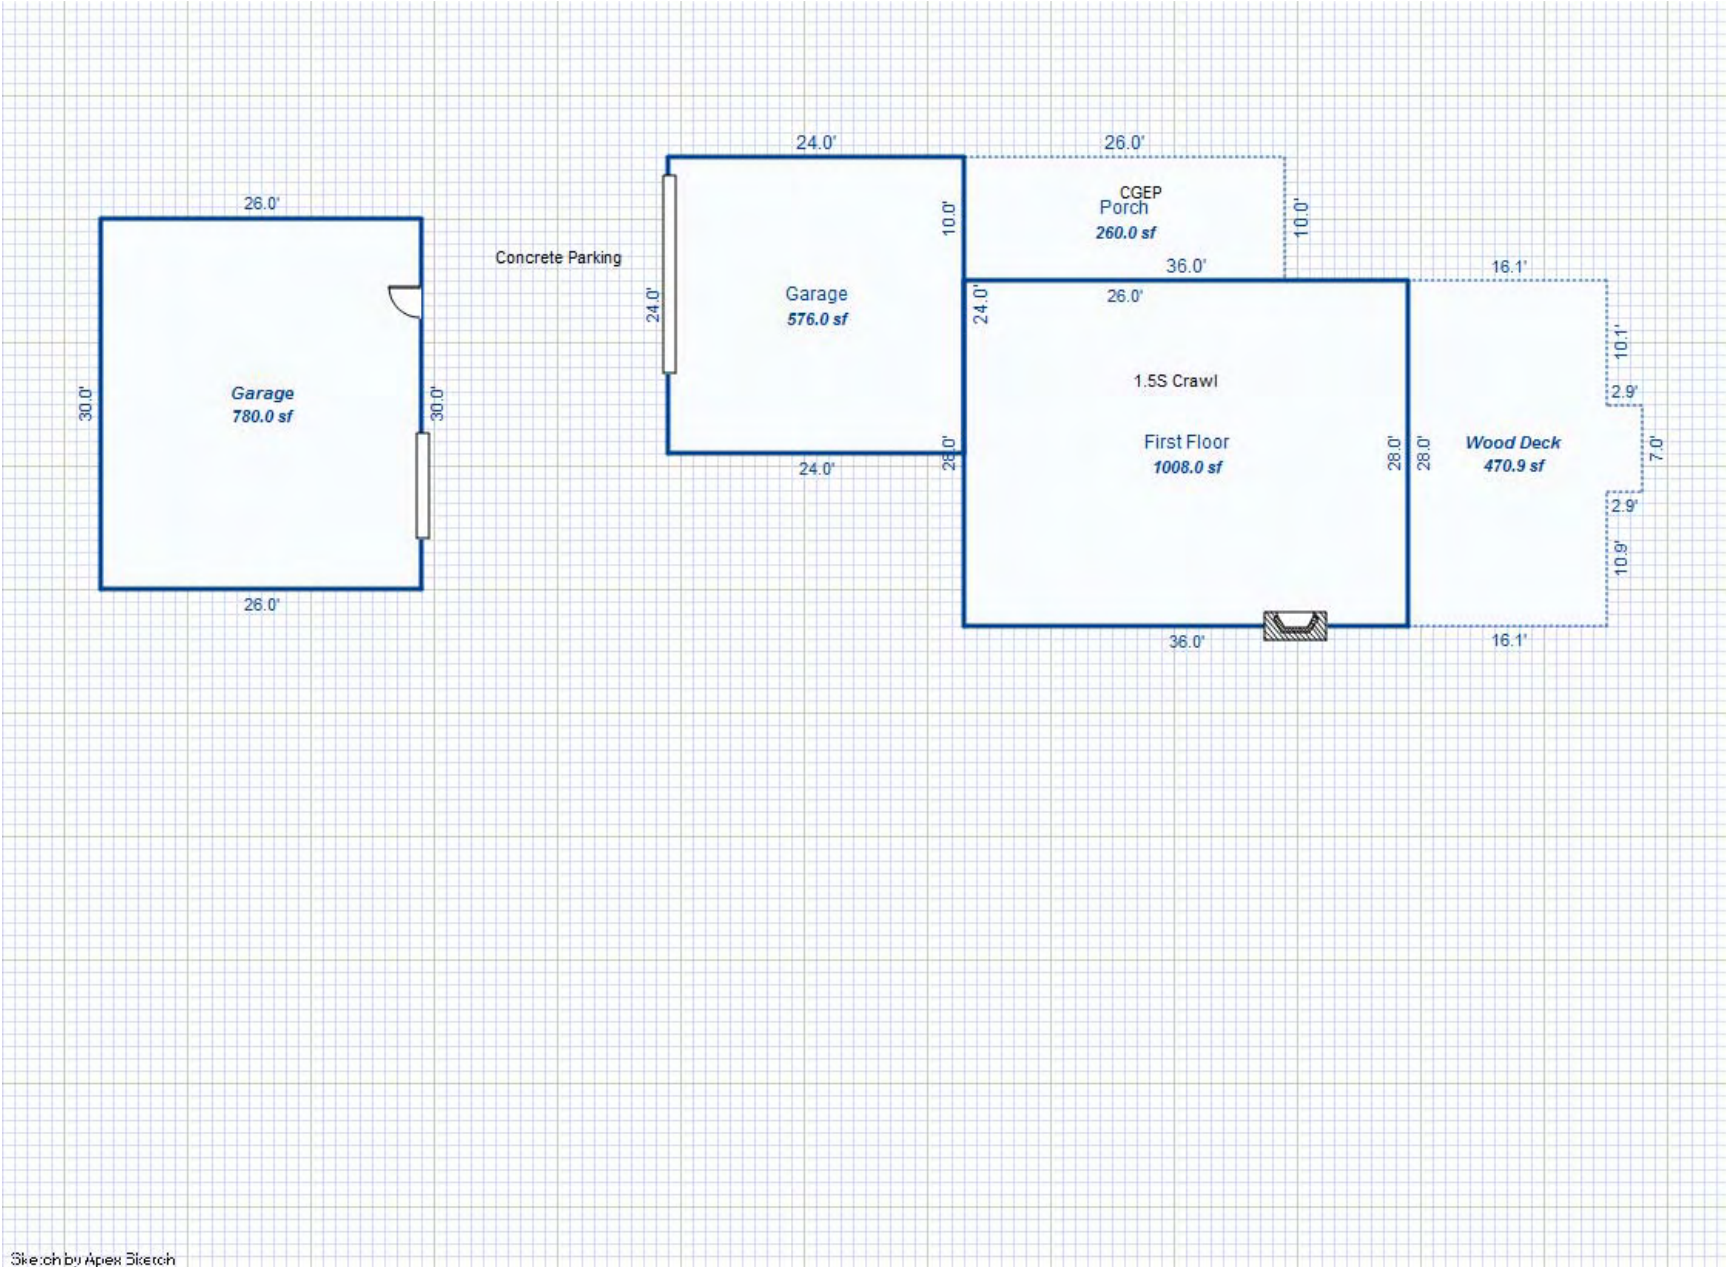 24.0'
26.0'
CGEP
Porch
260.0 sf
10.0'
10.0'
26.0'
Concrete Parking
36.0'
16.1'
Garage
576.0 sf
24.0'
24.0'
26.0'
10.1'
1.5S Crawl
2.9'
Garage
780.0 sf
30.0'
30.0'
First Floor
1008.0 sf
28.0'
28.0'
28.0'
Wood Deck
470.9 sf
7.0'
24.0'
2.9'
10.9'
26.0'
36.0'
16.1'
Sketch by Apex Sketch